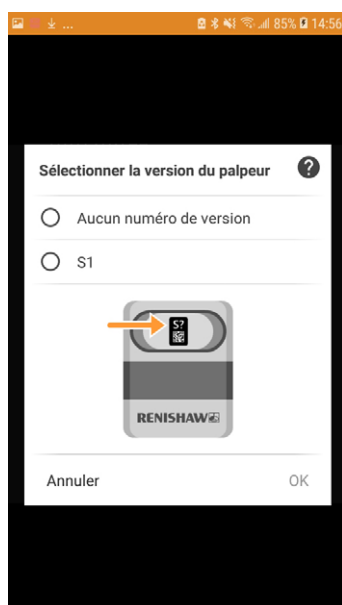 ... 85% 14:56
Sélectionner la version du palpeur ?
Aucun numéro de version
S1
S?
RENISHAW
Annuler OK